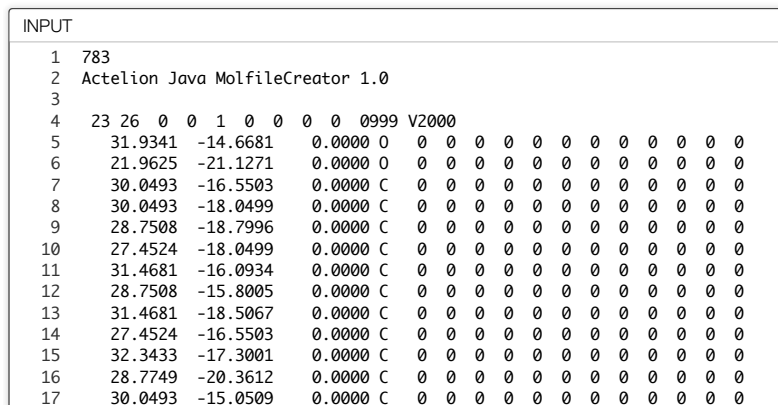 INPUT
1 783
2 Actelion Java MolfileCreator 1.0
3
4 23 26 0 0 1 0 0 0 0 0999 V2000
5 31.9341 -14.6681 0.0000 O 0 0 0 0 0 0 0 0 0 0 0 0
6 21.9625 -21.1271 0.0000 O 0 0 0 0 0 0 0 0 0 0 0 0
7 30.0493 -16.5503 0.0000 C 0 0 0 0 0 0 0 0 0 0 0 0
8 30.0493 -18.0499 0.0000 C 0 0 0 0 0 0 0 0 0 0 0 0
9 28.7508 -18.7996 0.0000 C 0 0 0 0 0 0 0 0 0 0 0 0
10 27.4524 -18.0499 0.0000 C 0 0 0 0 0 0 0 0 0 0 0 0
11 31.4681 -16.0934 0.0000 C 0 0 0 0 0 0 0 0 0 0 0 0
12 28.7508 -15.8005 0.0000 C 0 0 0 0 0 0 0 0 0 0 0 0
13 31.4681 -18.5067 0.0000 C 0 0 0 0 0 0 0 0 0 0 0 0
14 27.4524 -16.5503 0.0000 C 0 0 0 0 0 0 0 0 0 0 0 0
15 32.3433 -17.3001 0.0000 C 0 0 0 0 0 0 0 0 0 0 0 0
16 28.7749 -20.3612 0.0000 C 0 0 0 0 0 0 0 0 0 0 0 0
17 30.0493 -15.0509 0.0000 C 0 0 0 0 0 0 0 0 0 0 0 0